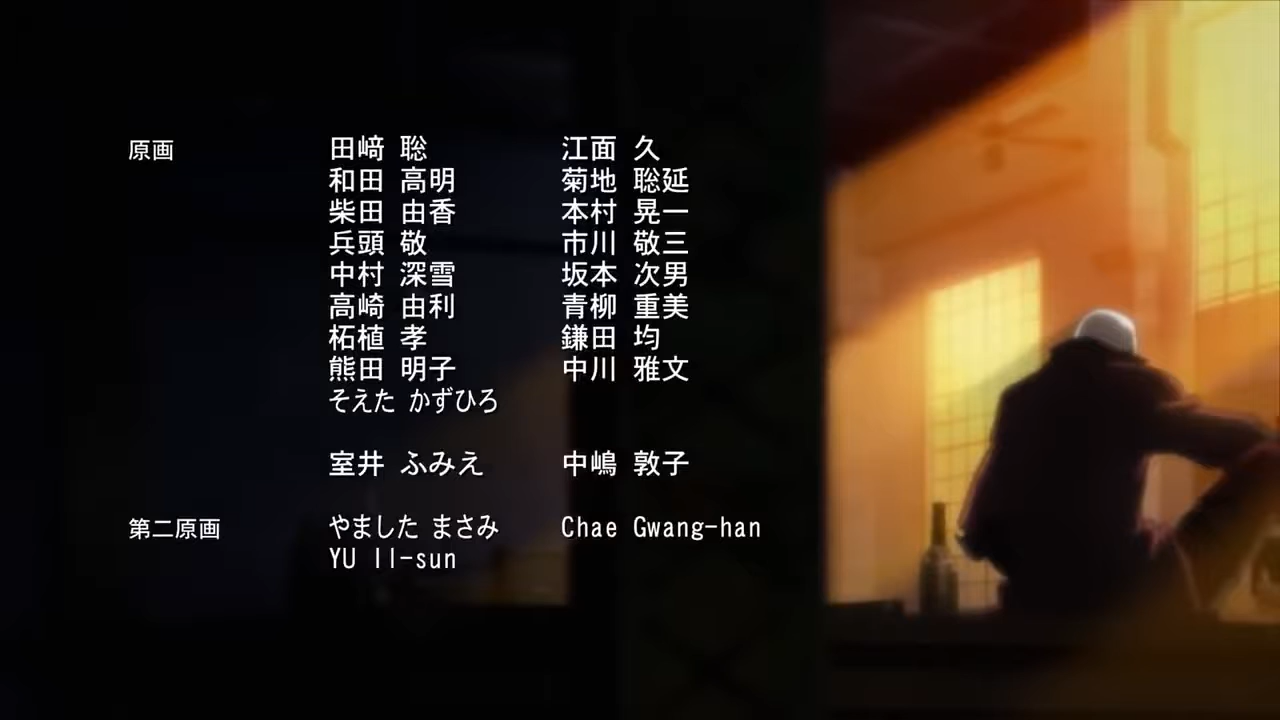 原画 田﨑 聡 江面 久
和田 高明 菊地 聡延
柴田 由香 本村 晃一
兵頭 敬 市川 敬三
中村 深雪 坂本 次男
高崎 由利 青柳 重美
柘植 孝 鎌田 均
熊田 明子 中川 雅文
そえた かずひろ
室井 ふみえ 中嶋 敦子
第二原画 やました まさみ Chae Gwang-han
YU Il-sun